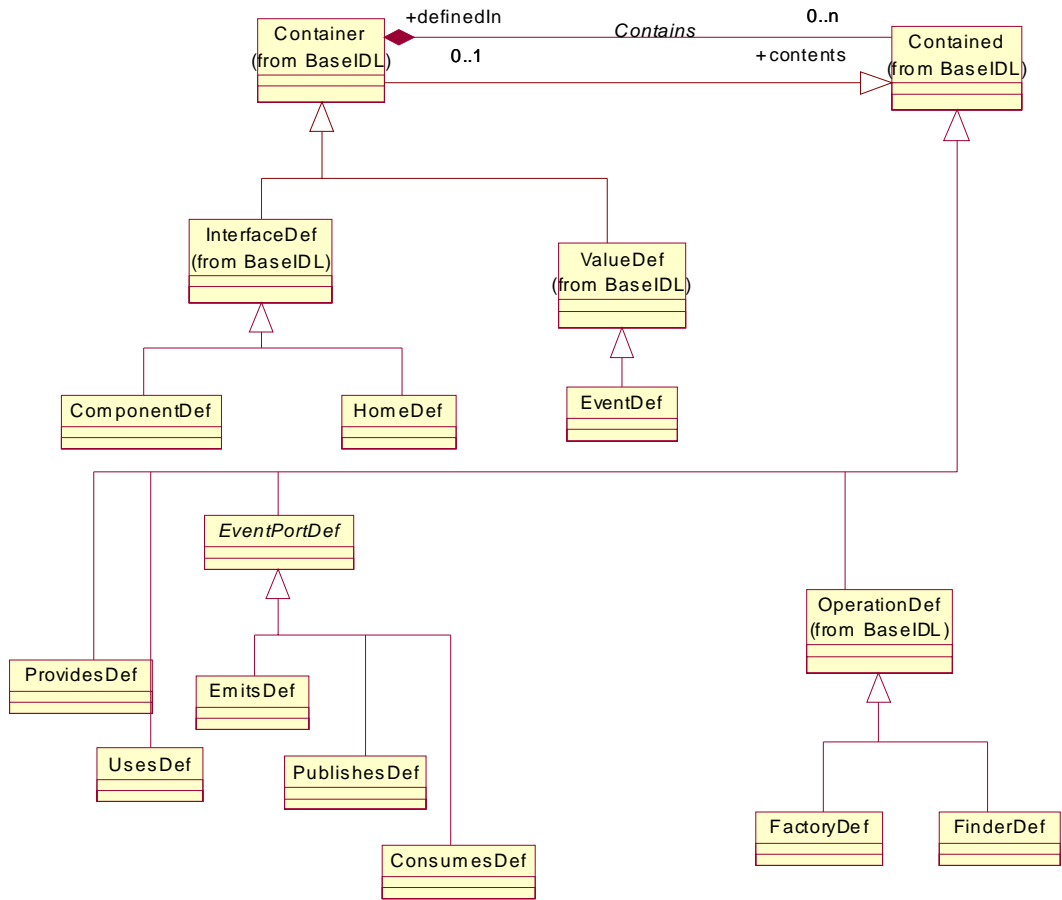 +definedIn
0..n
Container
(from BaseIDL)
Contains
Contained
(from BaseIDL)
0..1
+contents
InterfaceDef
(from BaseIDL)
ValueDef
(from BaseIDL)
ComponentDef
HomeDef
EventDef
EventPortDef
OperationDef
(from BaseIDL)
ProvidesDef
EmitsDef
UsesDef
PublishesDef
FactoryDef
FinderDef
ConsumesDef